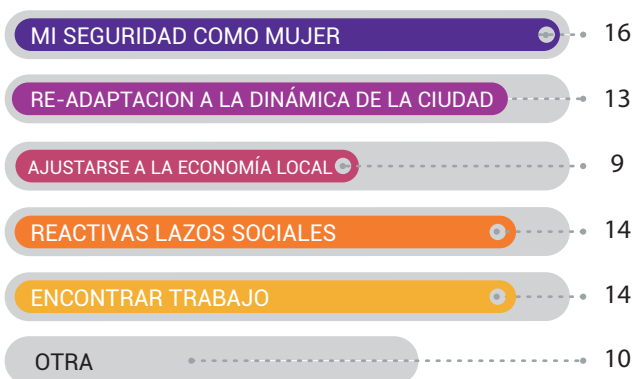 MI SEGURIDAD COMO MUJER 16
RE-ADAPTACION A LA DINÁMICA DE LA CIUDAD 13
AJUSTARSE A LA ECONOMÍA LOCAL 9
REACTIVAS LAZOS SOCIALES 14
ENCONTRAR TRABAJO 14
OTRA 10